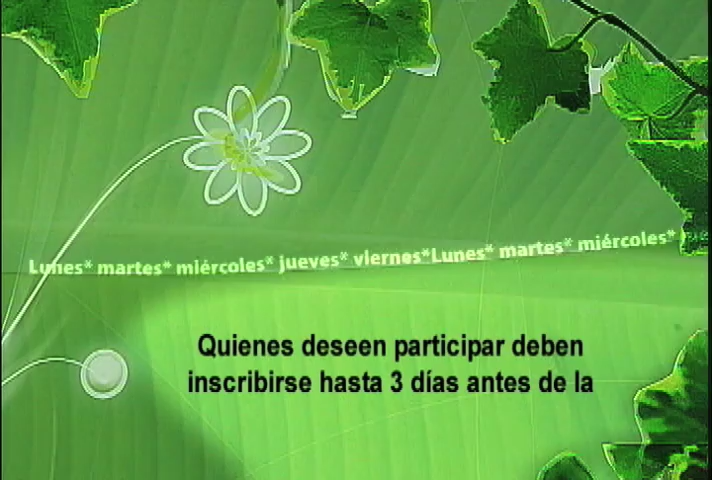 Lunes* martes* miércoles* jueves* viernes*Lunes* martes* miércoles*
Quienes deseen participar deben
inscribirse hasta 3 días antes de la